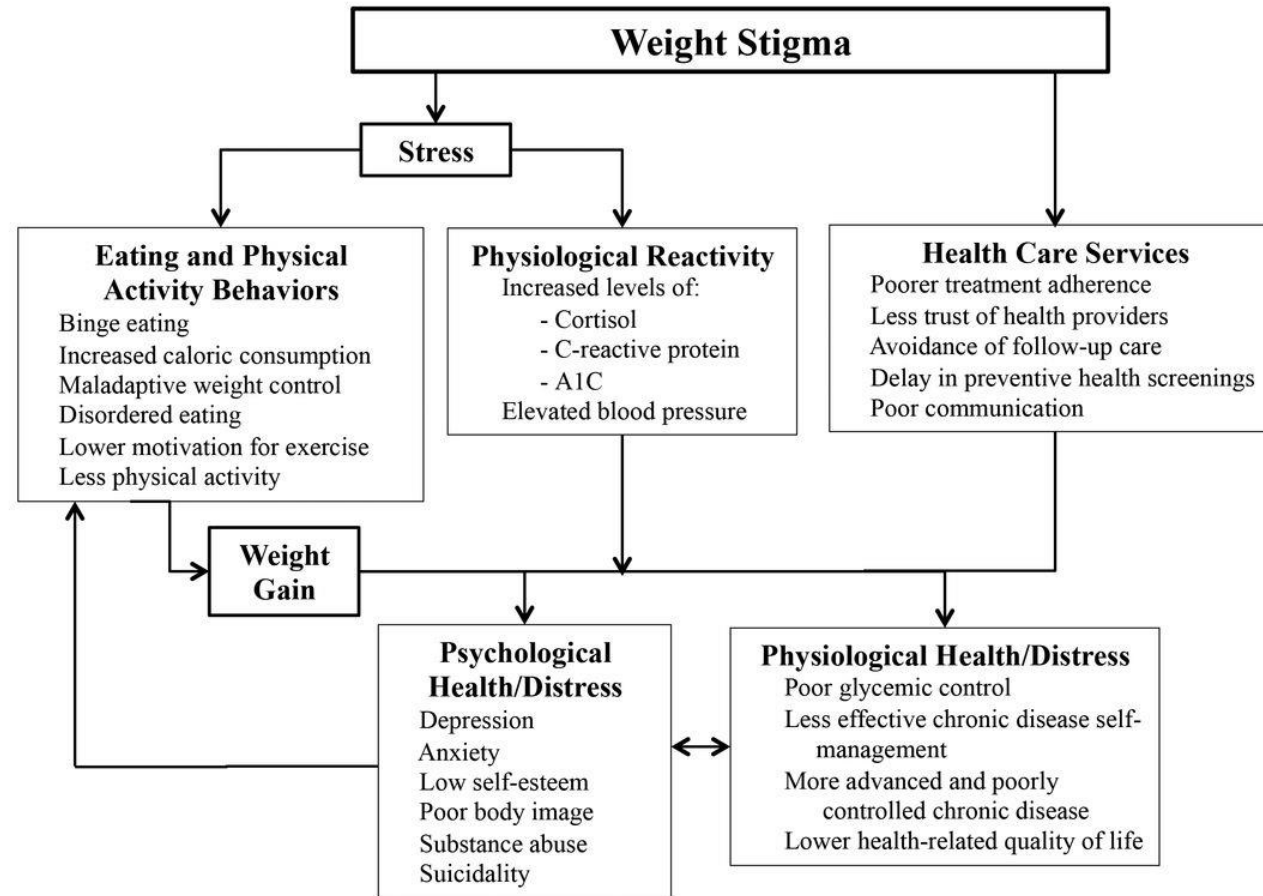 Weight Stigma
Stress
Eating and Physical
Activity Behaviors
Binge eating
Increased caloric consumption
Maladaptive weight control
Disordered eating
Lower motivation for exercise
Less physical activity
Physiological Reactivity
Increased levels of:
- Cortisol
- C-reactive protein
- A1C
Elevated blood pressure
Health Care Services
Poorer treatment adherence
Less trust of health providers
Avoidance of follow-up care
Delay in preventive health screenings
Poor communication
Weight
Gain
Psychological
Health/Distress
Depression
Anxiety
Low self-esteem
Poor body image
Substance abuse
Suicidality
Physiological Health/Distress
Poor glycemic control
Less effective chronic disease self-
management
More advanced and poorly
controlled chronic disease
Lower health-related quality of life